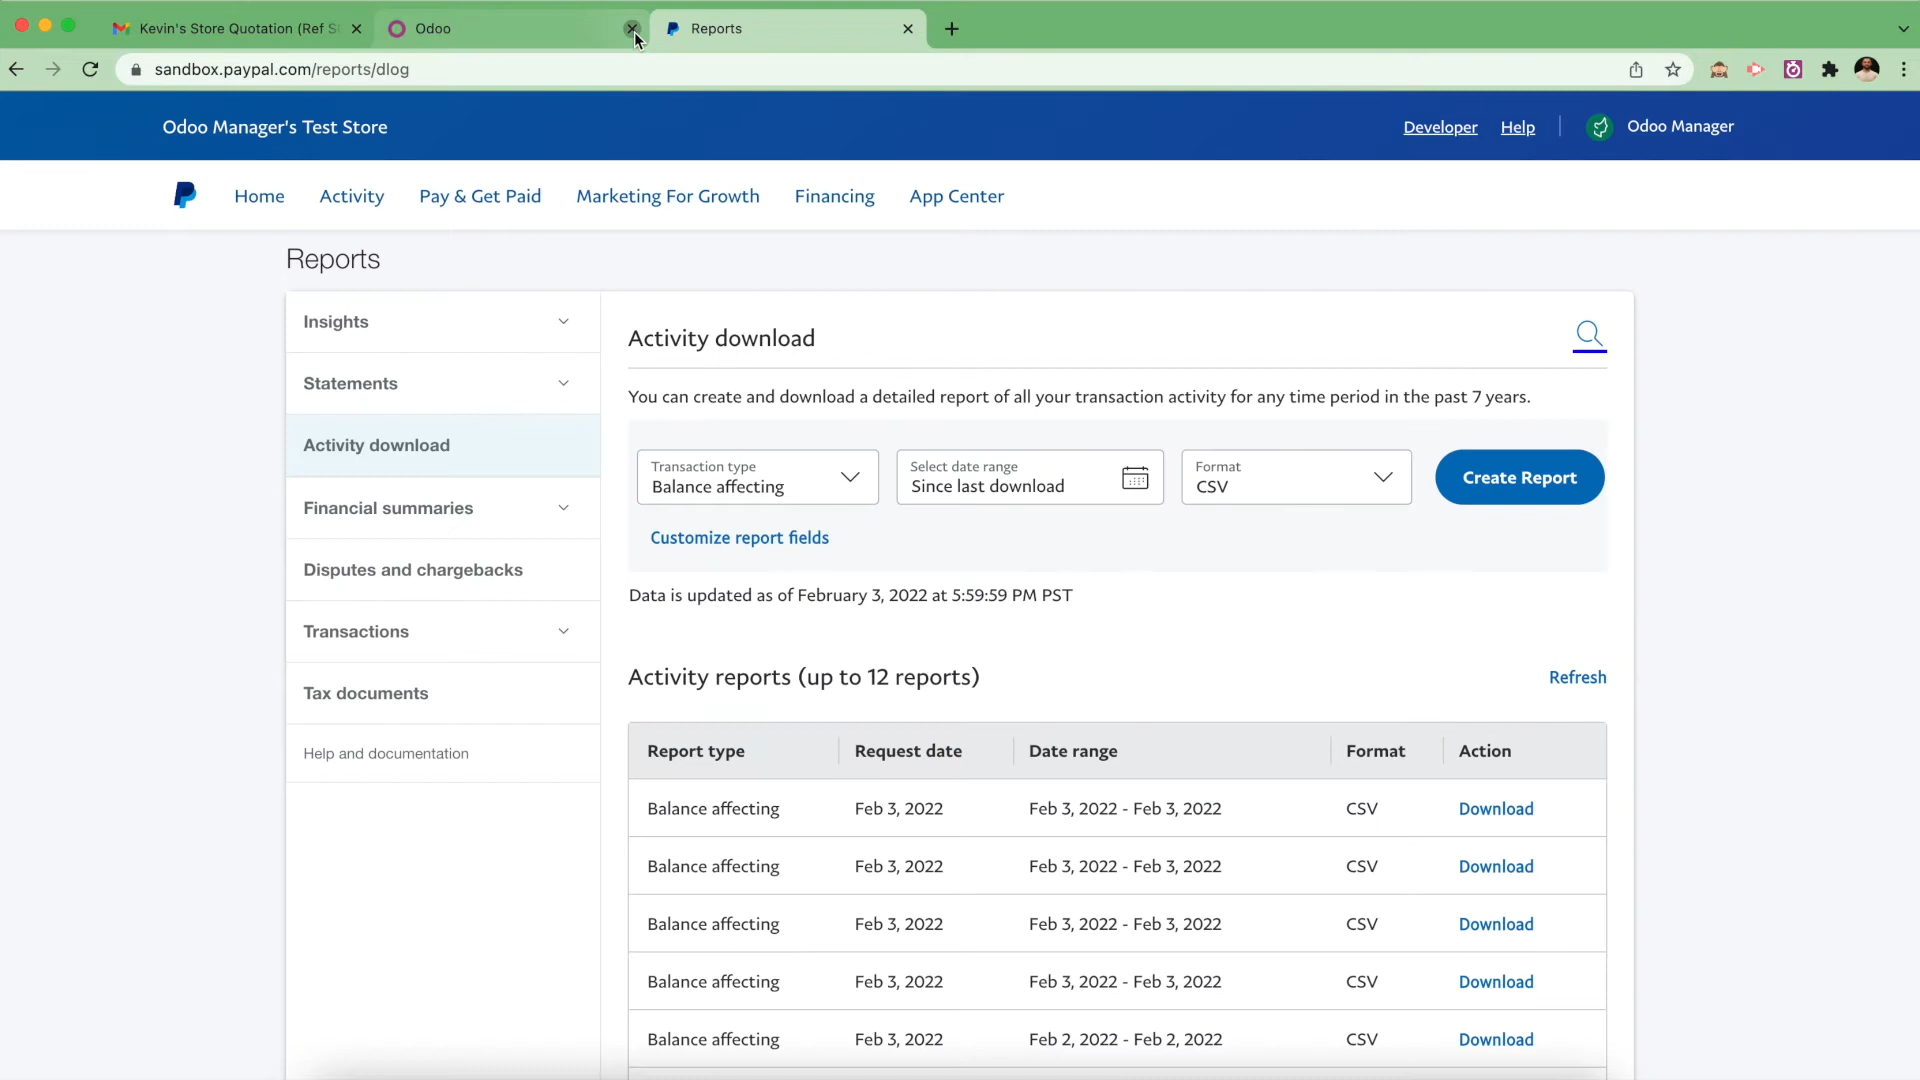 Kevin's Store Quotation (Ref S
Odoo
Reports
sandbox.paypal.com/reports/dlog
Odoo Manager's Test Store
Developer
Help
Odoo Manager
Home
Activity
Pay & Get Paid
Marketing For Growth
Financing
App Center
Reports
Insights
Statements
Activity download
Financial summaries
Disputes and chargebacks
Transactions
Tax documents
Help and documentation
Activity download
You can create and download a detailed report of all your transaction activity for any time period in the past 7 years.
Transaction type
Balance affecting
Select date range
Since last download
Format
CSV
Create Report
Customize report fields
Data is updated as of February 3, 2022 at 5:59:59 PM PST
Activity reports (up to 12 reports)
Refresh
Report type Request date Date range Format Action
Balance affecting Feb 3, 2022 Feb 3, 2022 - Feb 3, 2022 CSV Download
Balance affecting Feb 3, 2022 Feb 3, 2022 - Feb 3, 2022 CSV Download
Balance affecting Feb 3, 2022 Feb 3, 2022 - Feb 3, 2022 CSV Download
Balance affecting Feb 3, 2022 Feb 3, 2022 - Feb 3, 2022 CSV Download
Balance affecting Feb 3, 2022 Feb 2, 2022 - Feb 2, 2022 CSV Download